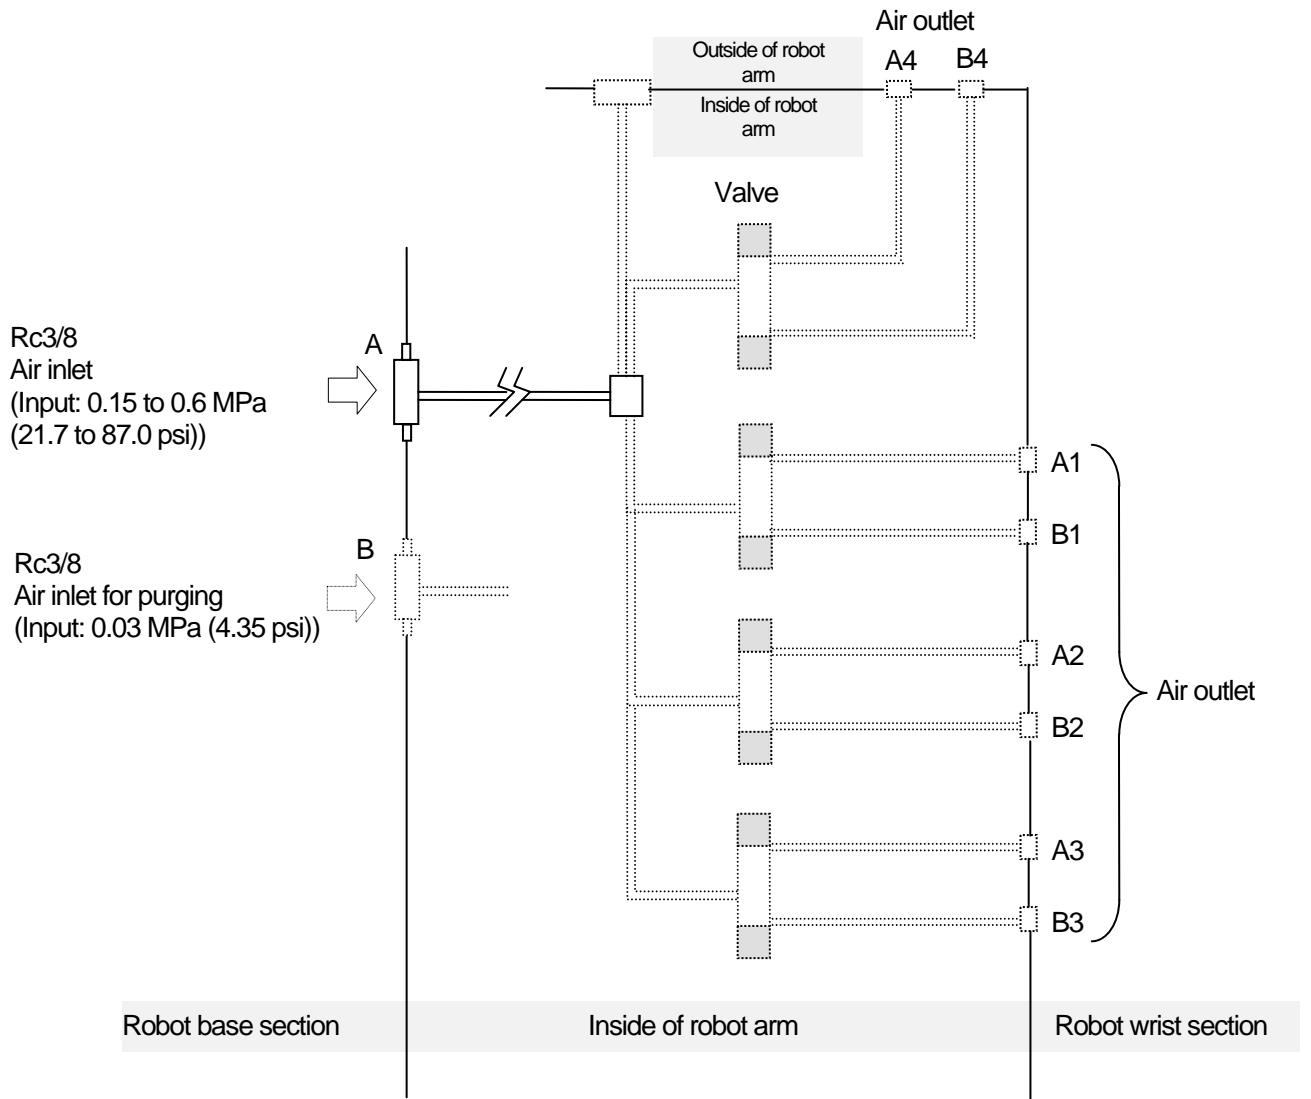 Air outlet
A4 B4
Outside of robot
arm
Inside of robot
arm
Valve
Rc3/8
Air inlet
(Input: 0.15 to 0.6 MPa
(21.7 to 87.0 psi))
A
A1
B1
Rc3/8
Air inlet for purging
(Input: 0.03 MPa (4.35 psi))
B
A2
B2
Air outlet
A3
B3
Robot base section
Inside of robot arm
Robot wrist section